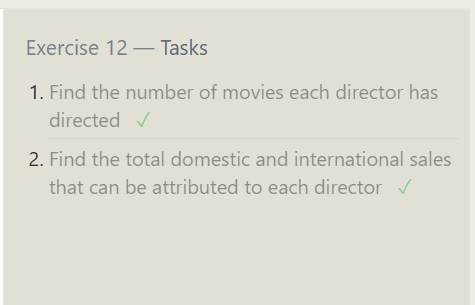 Exercise 12 — Tasks
1. Find the number of movies each director has
directed ✓
2. Find the total domestic and international sales
that can be attributed to each director ✓